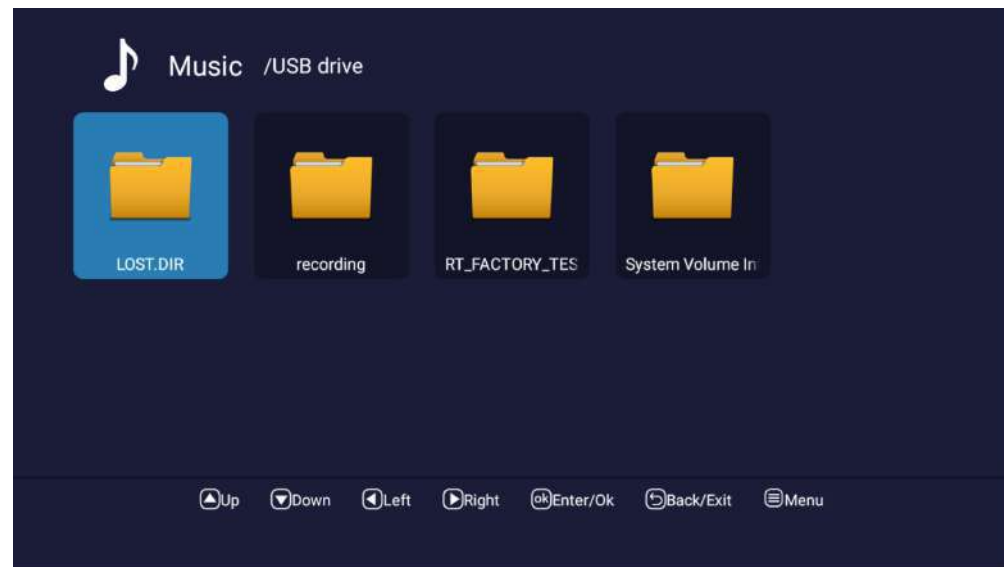 Music /USB drive
LOST.DIR recording RT_FACTORY_TES System Volume In
Up Down Left Right ok Enter/Ok Back/Exit Menu